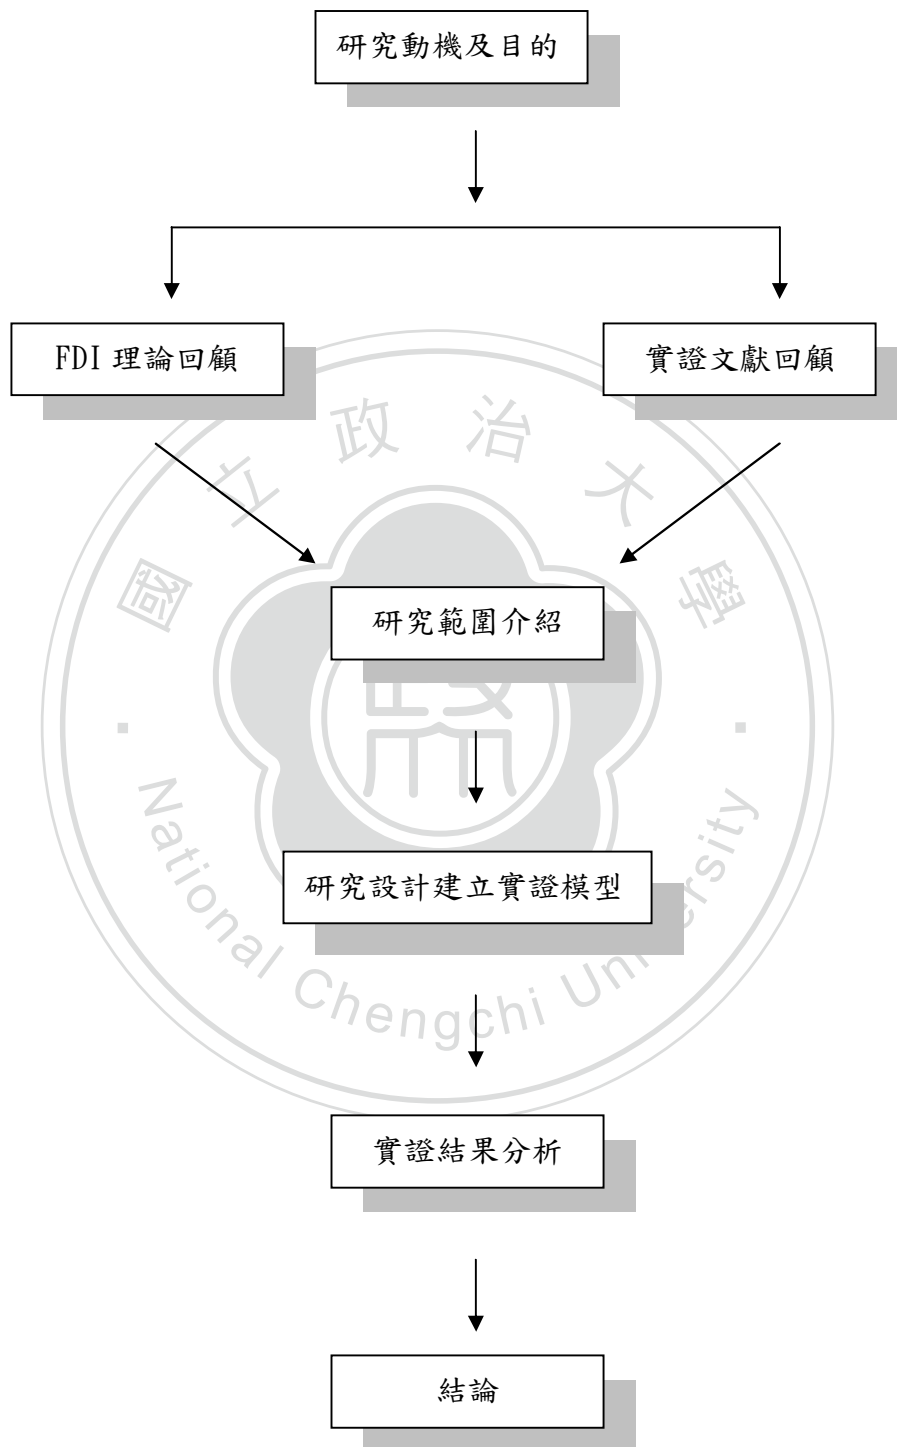 研究動機及目的
FDI 理論回顧
實證文獻回顧
國立政治大學
研究範圍介紹
研究設計建立實證模型
National Chengchi University
實證結果分析
結論